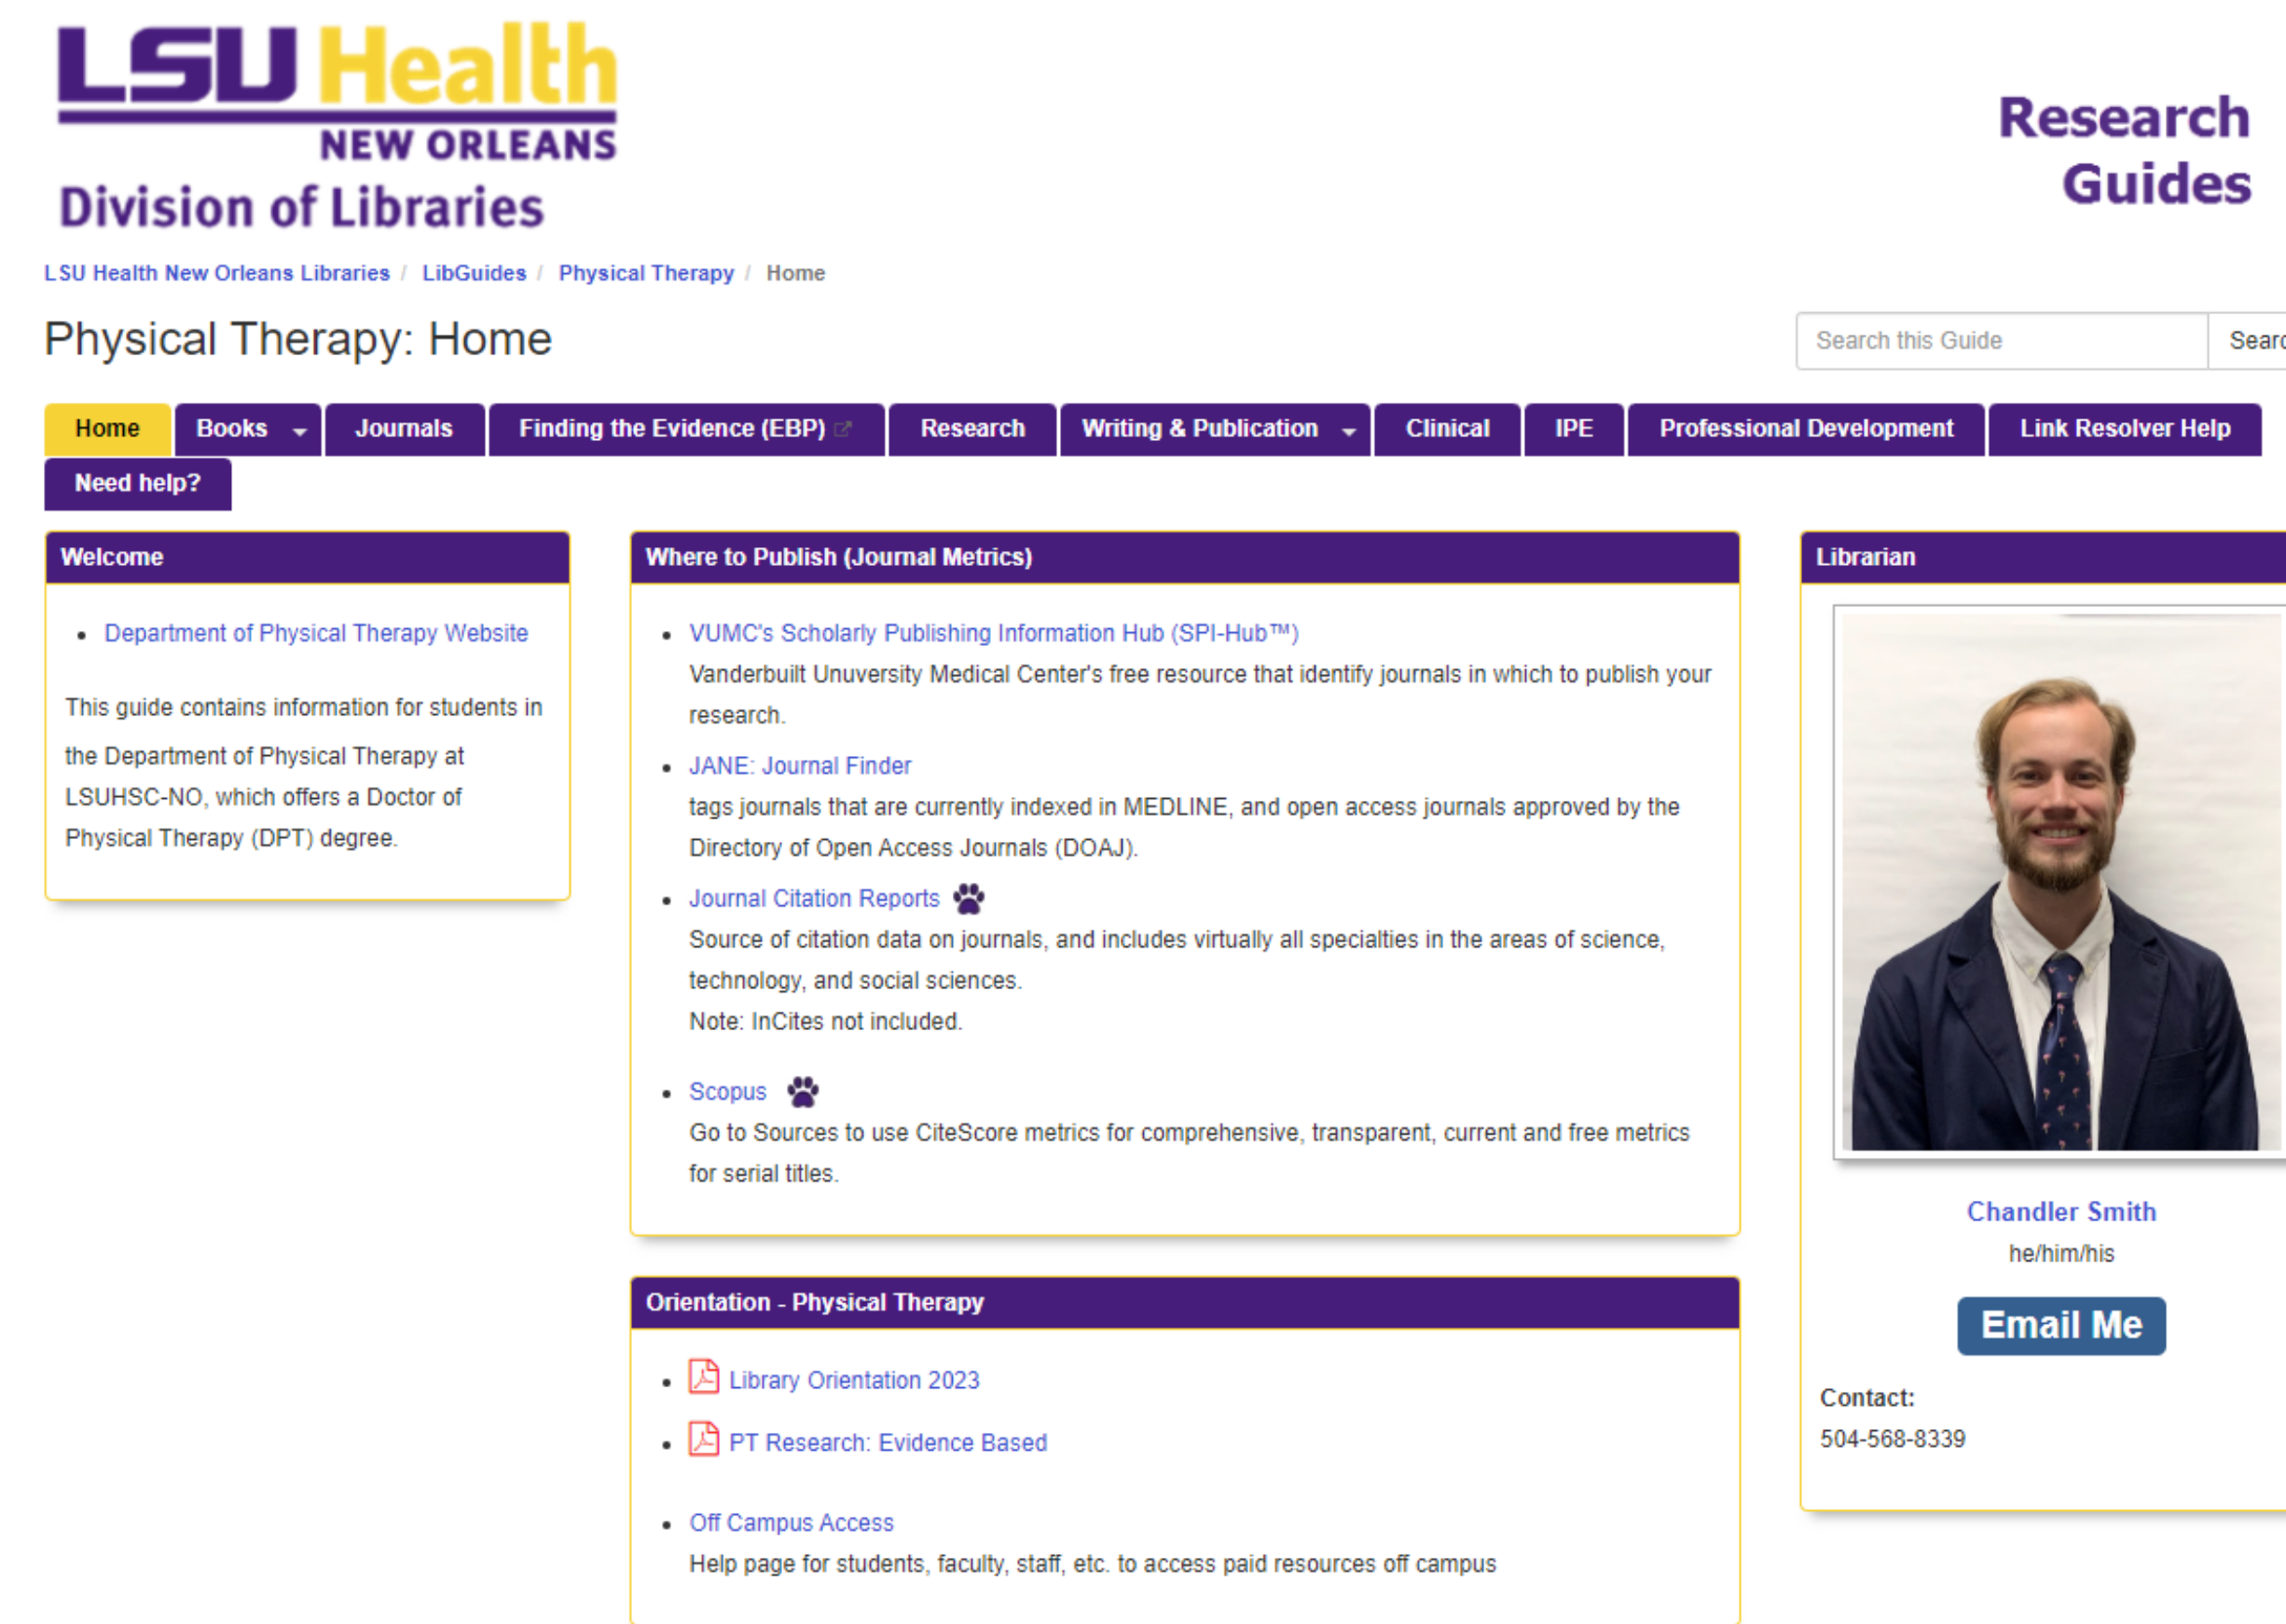 LSU Health
NEW ORLEANS
Division of Libraries
Research
Guides
LSU Health New Orleans Libraries / LibGuides / Physical Therapy / Home
Physical Therapy: Home
Search this Guide
Searc
Home
Books
Journals
Finding the Evidence (EBP)
Research
Writing & Publication
Clinical
IPE
Professional Development
Link Resolver Help
Need help?
Welcome
• Department of Physical Therapy Website
This guide contains information for students in
the Department of Physical Therapy at
LSUHSC-NO, which offers a Doctor of
Physical Therapy (DPT) degree.
Where to Publish (Journal Metrics)
• VUMC's Scholarly Publishing Information Hub (SPI-Hub™)
Vanderbuilt Unuversity Medical Center's free resource that identify journals in which to publish your
research.
• JANE: Journal Finder
tags journals that are currently indexed in MEDLINE, and open access journals approved by the
Directory of Open Access Journals (DOAJ).
• Journal Citation Reports
Source of citation data on journals, and includes virtually all specialties in the areas of science,
technology, and social sciences.
Note: InCites not included.
• Scopus
Go to Sources to use CiteScore metrics for comprehensive, transparent, current and free metrics
for serial titles.
Orientation - Physical Therapy
• Library Orientation 2023
• PT Research: Evidence Based
• Off Campus Access
Help page for students, faculty, staff, etc. to access paid resources off campus
Librarian
Chandler Smith
he/him/his
Email Me
Contact:
504-568-8339